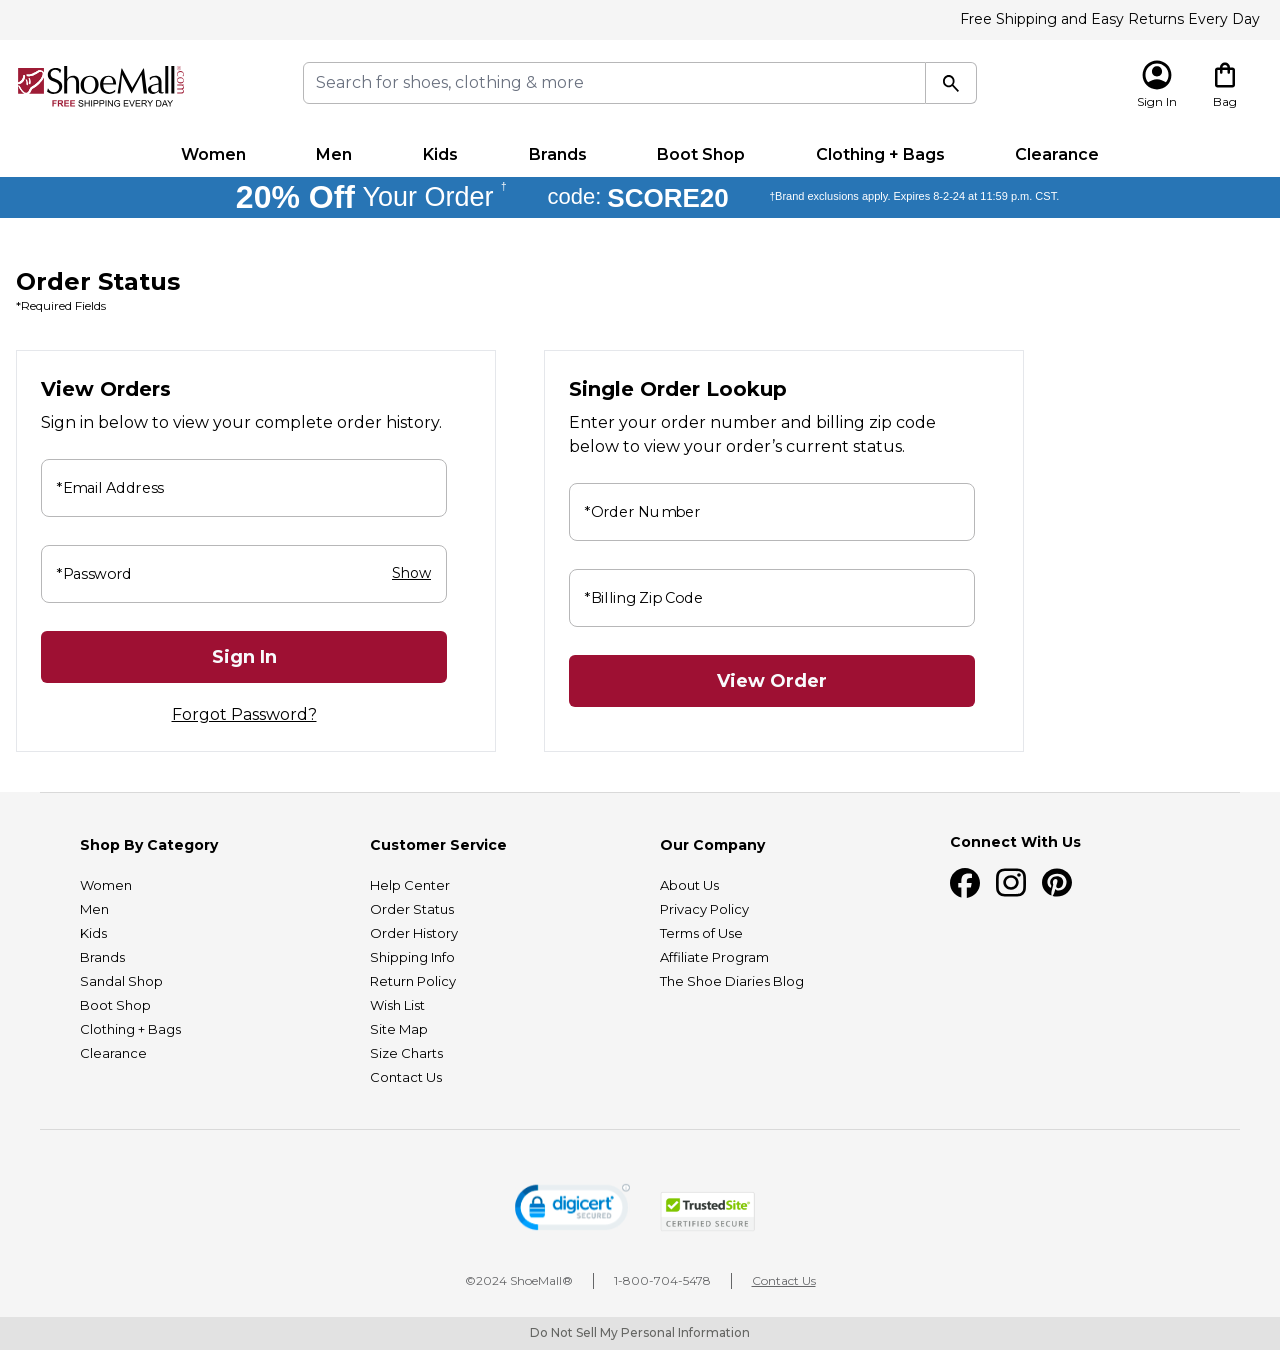 Free Shipping and Easy Returns Every Day
ShoeMall®.com
FREE SHIPPING EVERY DAY
Search for shoes, clothing & more
Sign In
Bag
Women Men Kids Brands Boot Shop Clothing + Bags Clearance
20% Off Your Order † code: SCORE20 †Brand exclusions apply. Expires 8-2-24 at 11:59 p.m. CST.
Order Status
*Required Fields
View Orders
Sign in below to view your complete order history.
*Email Address
*Password Show
Sign In
Forgot Password?
Single Order Lookup
Enter your order number and billing zip code
below to view your order’s current status.
*Order Number
*Billing Zip Code
View Order
Shop By Category
Women
Men
Kids
Brands
Sandal Shop
Boot Shop
Clothing + Bags
Clearance
Customer Service
Help Center
Order Status
Order History
Shipping Info
Return Policy
Wish List
Site Map
Size Charts
Contact Us
Our Company
About Us
Privacy Policy
Terms of Use
Affiliate Program
The Shoe Diaries Blog
Connect With Us
digicert
SECURED
TrustedSite
CERTIFIED SECURE
©2024 ShoeMall® | 1-800-704-5478 | Contact Us
Do Not Sell My Personal Information